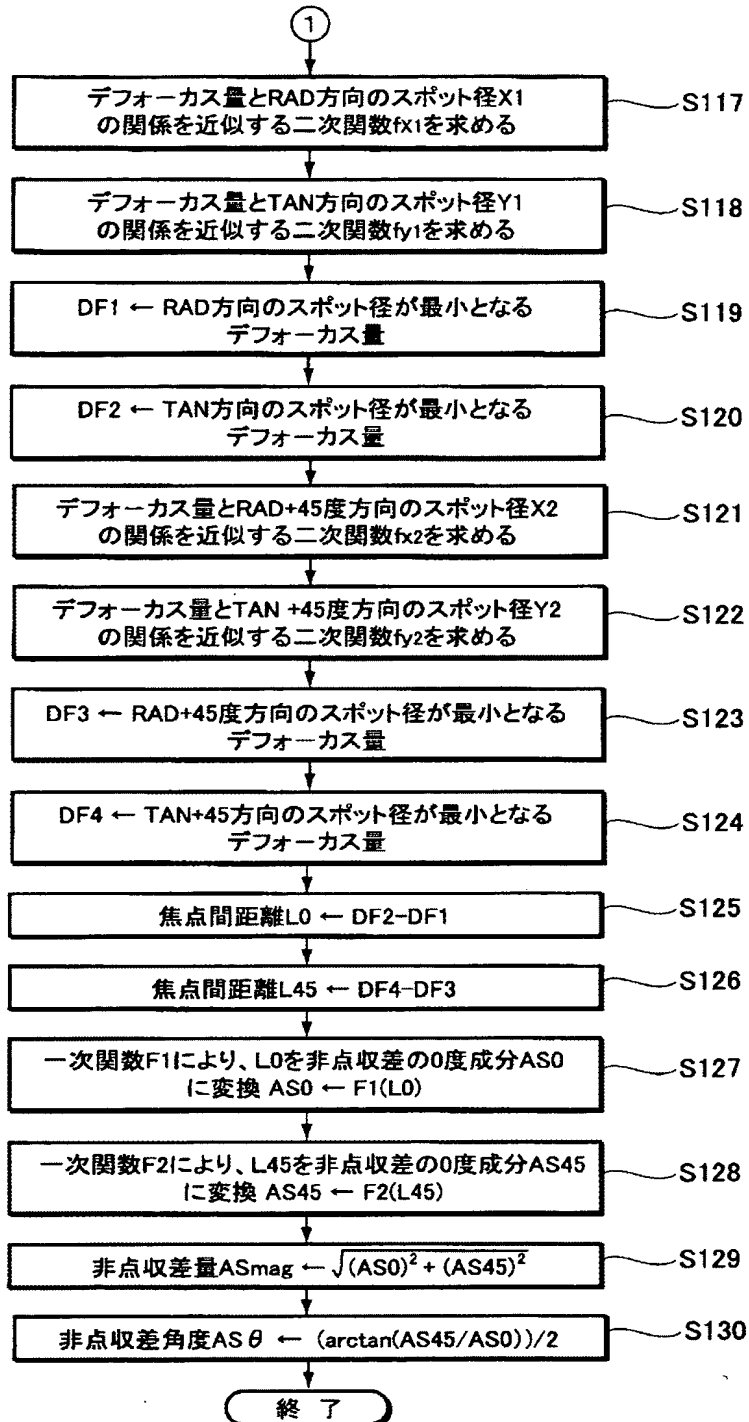 1
デフォーカス量とRAD方向のスポット径X1
の関係を近似する二次関数fx1を求める
S117
デフォーカス量とTAN方向のスポット径Y1
の関係を近似する二次関数fy1を求める
S118
DF1 ← RAD方向のスポット径が最小となる
デフォーカス量
S119
DF2 ← TAN方向のスポット径が最小となる
デフォーカス量
S120
デフォーカス量とRAD+45度方向のスポット径X2
の関係を近似する二次関数fx2を求める
S121
デフォーカス量とTAN +45度方向のスポット径Y2
の関係を近似する二次関数fy2を求める
S122
DF3 ← RAD+45度方向のスポット径が最小となる
デフォーカス量
S123
DF4 ← TAN+45方向のスポット径が最小となる
デフォーカス量
S124
焦点間距離L0 ← DF2-DF1
S125
焦点間距離L45 ← DF4-DF3
S126
一次関数F1により、L0を非点収差の0度成分AS0
に変換 AS0 ← F1(L0)
S127
一次関数F2により、L45を非点収差の0度成分AS45
に変換 AS45 ← F2(L45)
S128
非点収差量ASmag ← √(AS0)² + (AS45)²
S129
非点収差角度ASθ ← (arctan(AS45/AS0))/2
S130
終 了